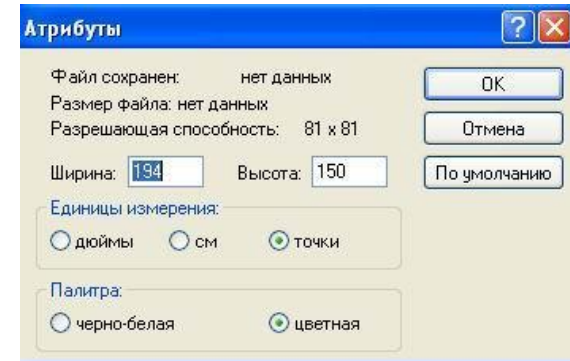 Атрибуты
Файл сохранен: нет данных
Размер файла: нет данных
Разрешающая способность: 81 x 81
Ширина: 194 Высота: 150
Единицы измерения:
дюймы см точки
Палитра:
черно-белая цветная
OK
Отмена
По умолчанию